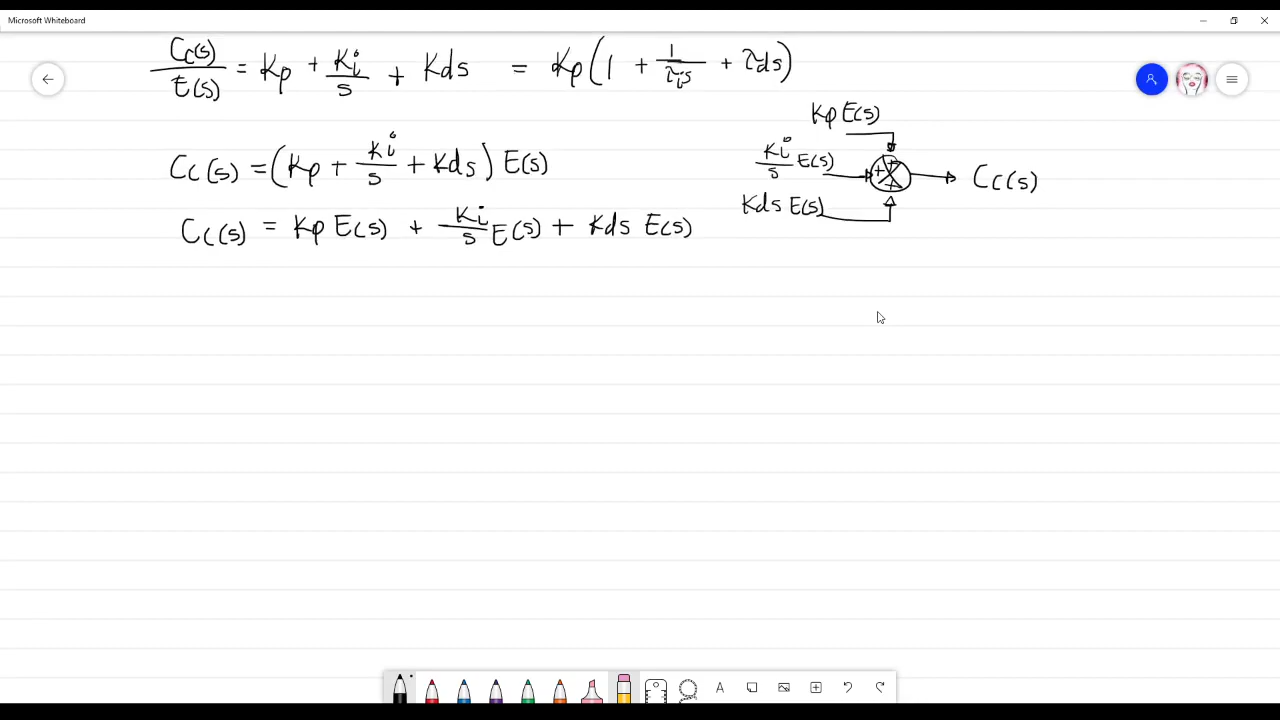 Microsoft Whiteboard
Cc(s)/E(s) = Kp + Ki/s + Kds = Kp(1 + 1/τis + τds)
Kp E(s)
Cc(s) = (Kp + Ki/s + Kds) E(s)
Ki/s E(s)
+ + +
Cc(s)
Kds E(s)
Cc(s) = Kp E(s) + Ki/s E(s) + Kds E(s)
A